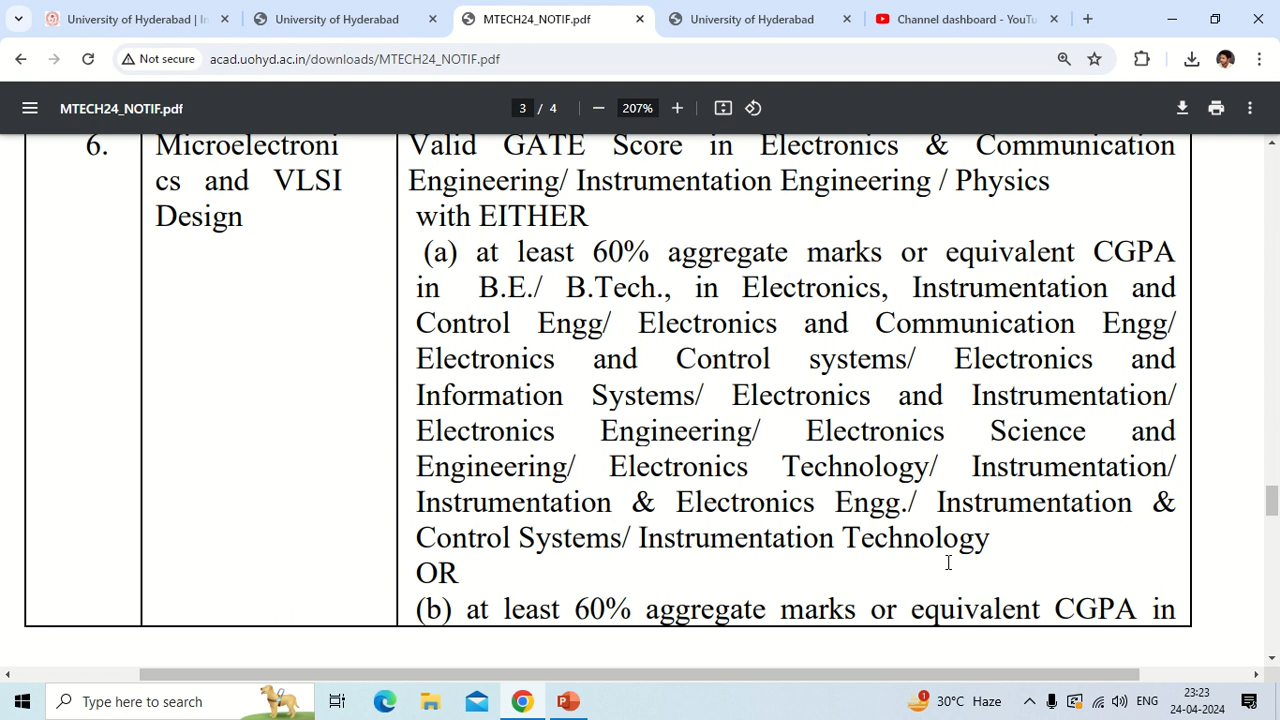 University of Hyderabad | In
University of Hyderabad
MTECH24_NOTIF.pdf
University of Hyderabad
Channel dashboard - YouTu
Not secure
acad.uohyd.ac.in/downloads/MTECH24_NOTIF.pdf
MTECH24_NOTIF.pdf
3 / 4
207%
6.
Microelectroni
cs and VLSI
Design
Valid GATE Score in Electronics & Communication
Engineering/ Instrumentation Engineering / Physics
with EITHER
(a) at least 60% aggregate marks or equivalent CGPA
in B.E./ B.Tech., in Electronics, Instrumentation and
Control Engg/ Electronics and Communication Engg/
Electronics and Control systems/ Electronics and
Information Systems/ Electronics and Instrumentation/
Electronics Engineering/ Electronics Science and
Engineering/ Electronics Technology/ Instrumentation/
Instrumentation & Electronics Engg./ Instrumentation &
Control Systems/ Instrumentation Technology
OR
(b) at least 60% aggregate marks or equivalent CGPA in
Type here to search
1
30°C Haze
ENG
23:23
24-04-2024